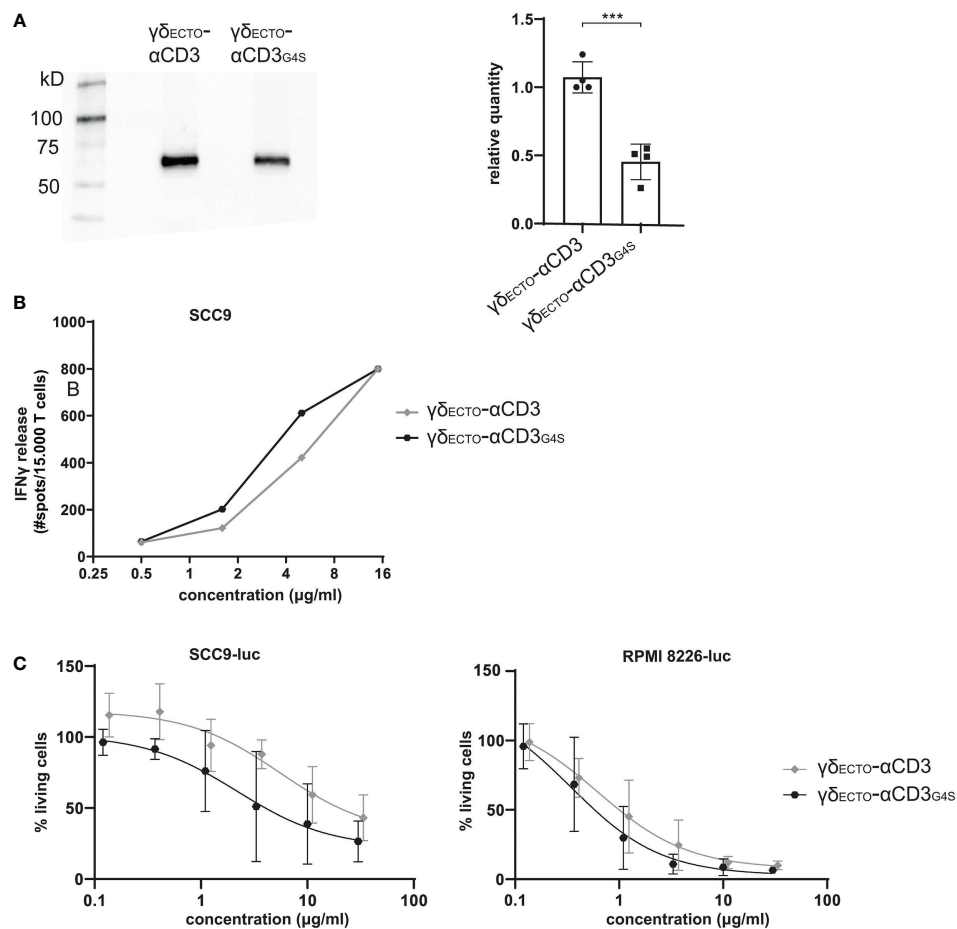 A
γδECTO-
αCD3
γδECTO-
αCD3G4S
kD
100
75
50
1.5
1.0
0.5
0.0
relative quantity
***
γδECTO-αCD3
γδECTO-αCD3G4S
B
SCC9
1000
800
600
400
200
0
B
IFNγ release
(#spots/15.000 T cells)
0.25 0.5 1 2 4 8 16
concentration (µg/ml)
γδECTO-αCD3
γδECTO-αCD3G4S
C
SCC9-luc
150
100
50
0
% living cells
0.1 1 10 100
concentration (µg/ml)
RPMI 8226-luc
150
100
50
0
% living cells
0.1 1 10 100
concentration (µg/ml)
γδECTO-αCD3
γδECTO-αCD3G4S